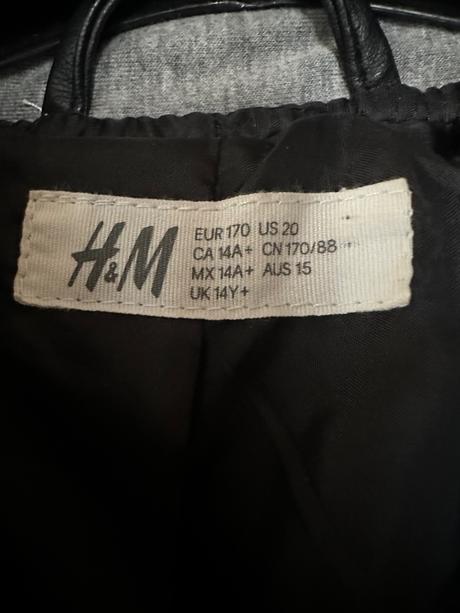 H&M
EUR 170 US 20
CA 14A+ CN 170/88
MX 14A+ AUS 15
UK 14Y+